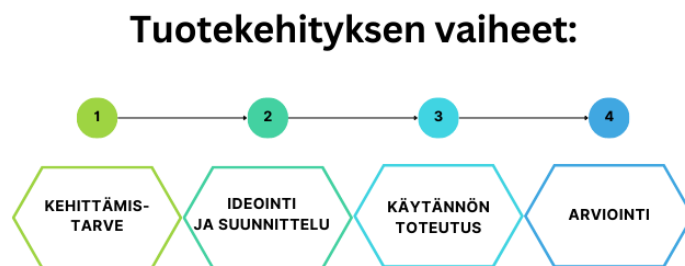 Tuotekehityksen vaiheet:
1
2
3
4
KEHITTÄMIS-
TARVE
IDEOINTI
JA SUUNNITTELU
KÄYTÄNNÖN
TOTEUTUS
ARVIOINTI